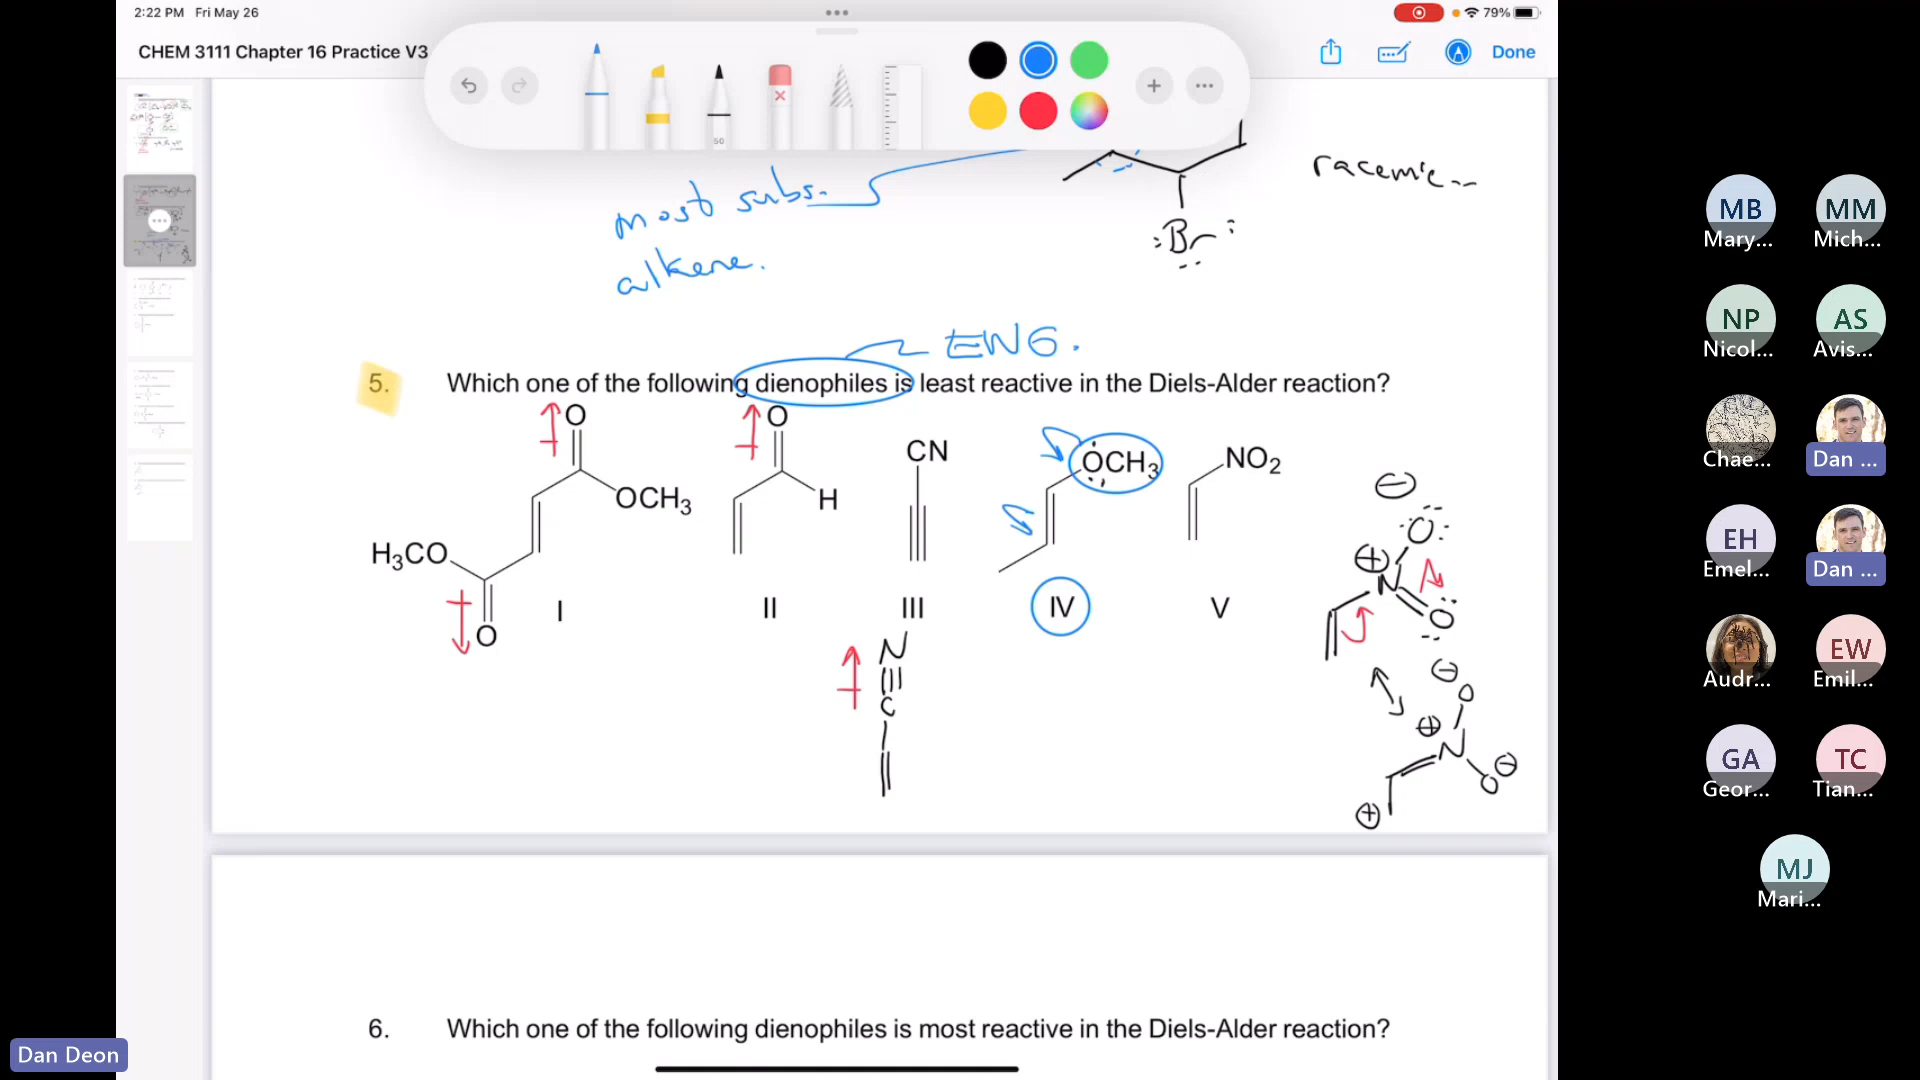 2:22 PM Fri May 26
79%
CHEM 3111 Chapter 16 Practice V3
Done
50
most subs.
alkene.
racemic--
:Br:
ENG.
5. Which one of the following dienophiles is least reactive in the Diels-Alder reaction?
O
OCH3
H3CO
O
I
O
H
II
CN
III
N
C
OCH3
IV
NO2
V
O
N
O
O
N
O
6. Which one of the following dienophiles is most reactive in the Diels-Alder reaction?
MB
Mary...
MM
Mich...
NP
Nicol...
AS
Avis...
Chae...
Dan ...
EH
Emel...
Dan ...
Audr...
EW
Emil...
GA
Geor...
TC
Tian...
MJ
Mari...
Dan Deon